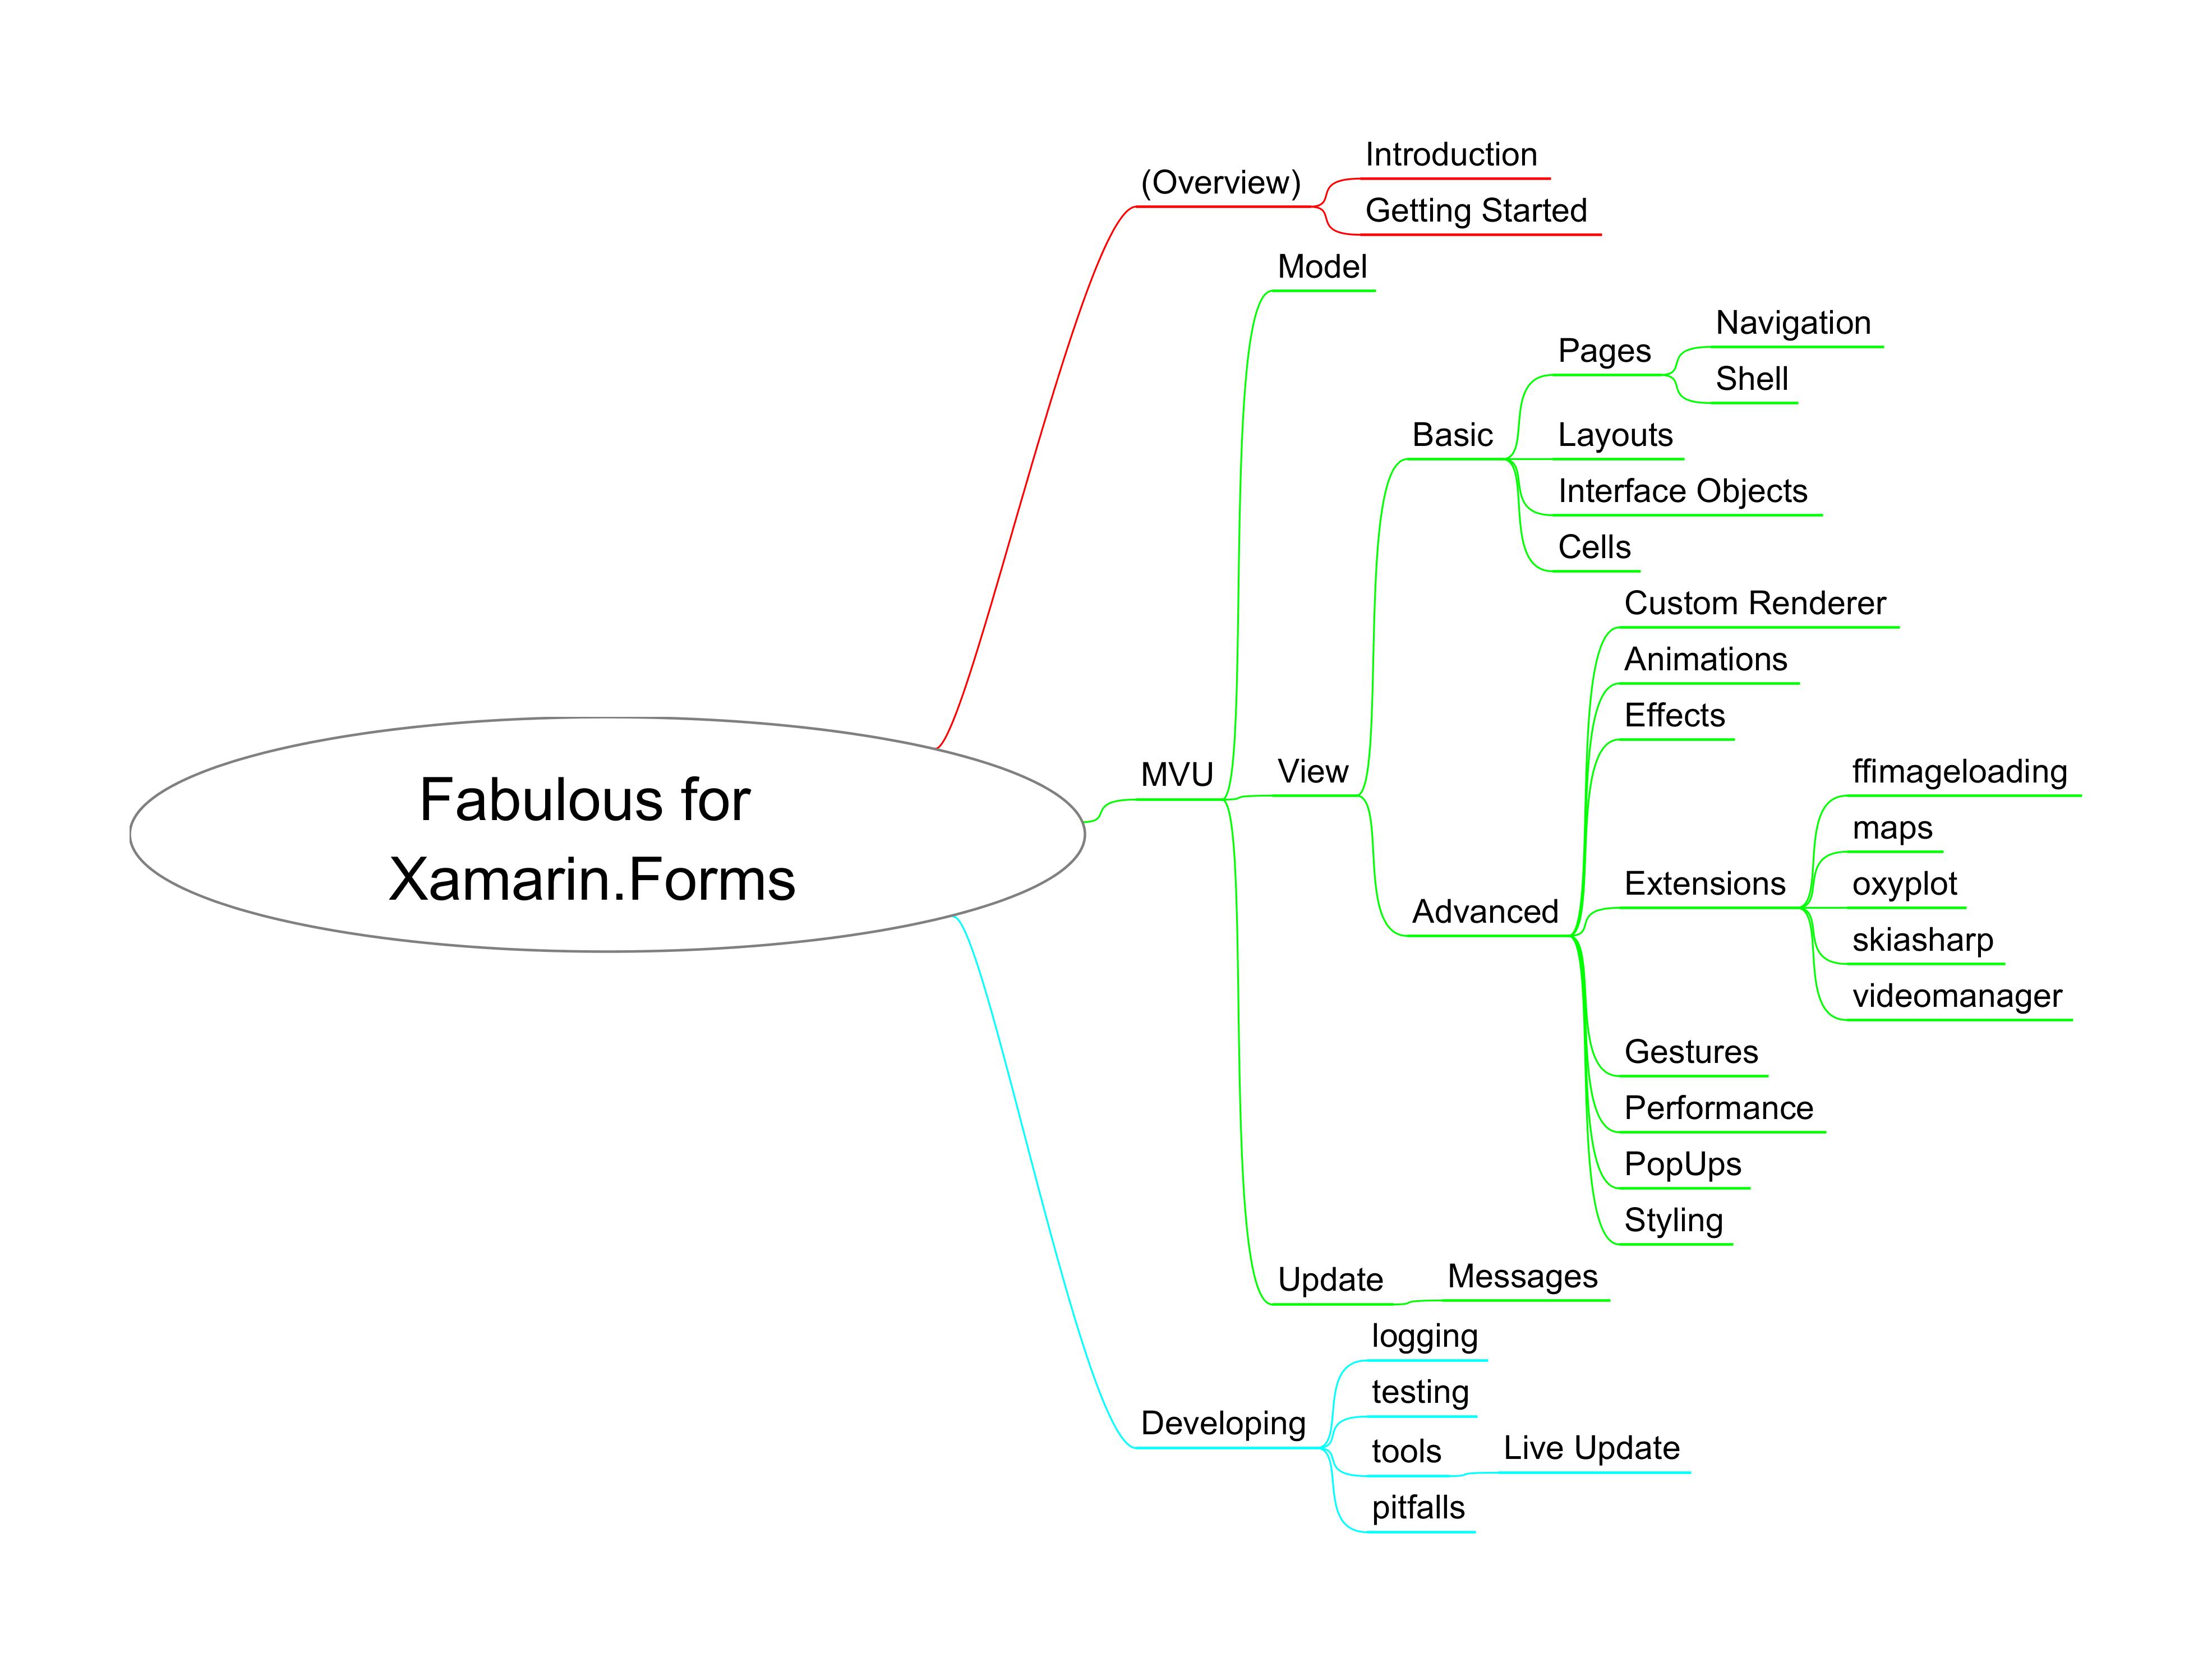 Fabulous for
Xamarin.Forms
(Overview)
Introduction
Getting Started
MVU
Model
View
Basic
Pages
Navigation
Shell
Layouts
Interface Objects
Cells
Advanced
Custom Renderer
Animations
Effects
Extensions
ffimageloading
maps
oxyplot
skiasharp
videomanager
Gestures
Performance
PopUps
Styling
Update
Messages
Developing
logging
testing
tools
Live Update
pitfalls